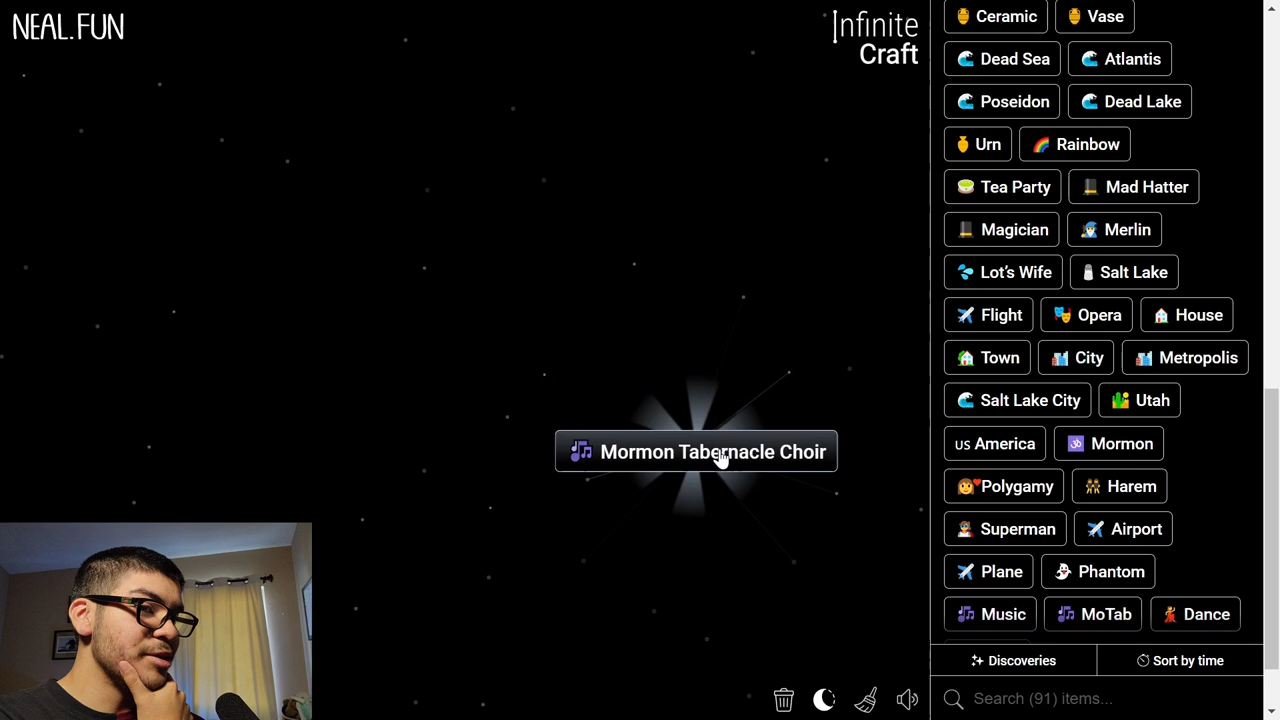 NEAL.FUN
Infinite
Craft
Mormon Tabernacle Choir
Ceramic
Vase
Dead Sea
Atlantis
Poseidon
Dead Lake
Urn
Rainbow
Tea Party
Mad Hatter
Magician
Merlin
Lot's Wife
Salt Lake
Flight
Opera
House
Town
City
Metropolis
Salt Lake City
Utah
US America
Mormon
Polygamy
Harem
Superman
Airport
Plane
Phantom
Music
MoTab
Dance
Discoveries
Sort by time
Search (91) items...